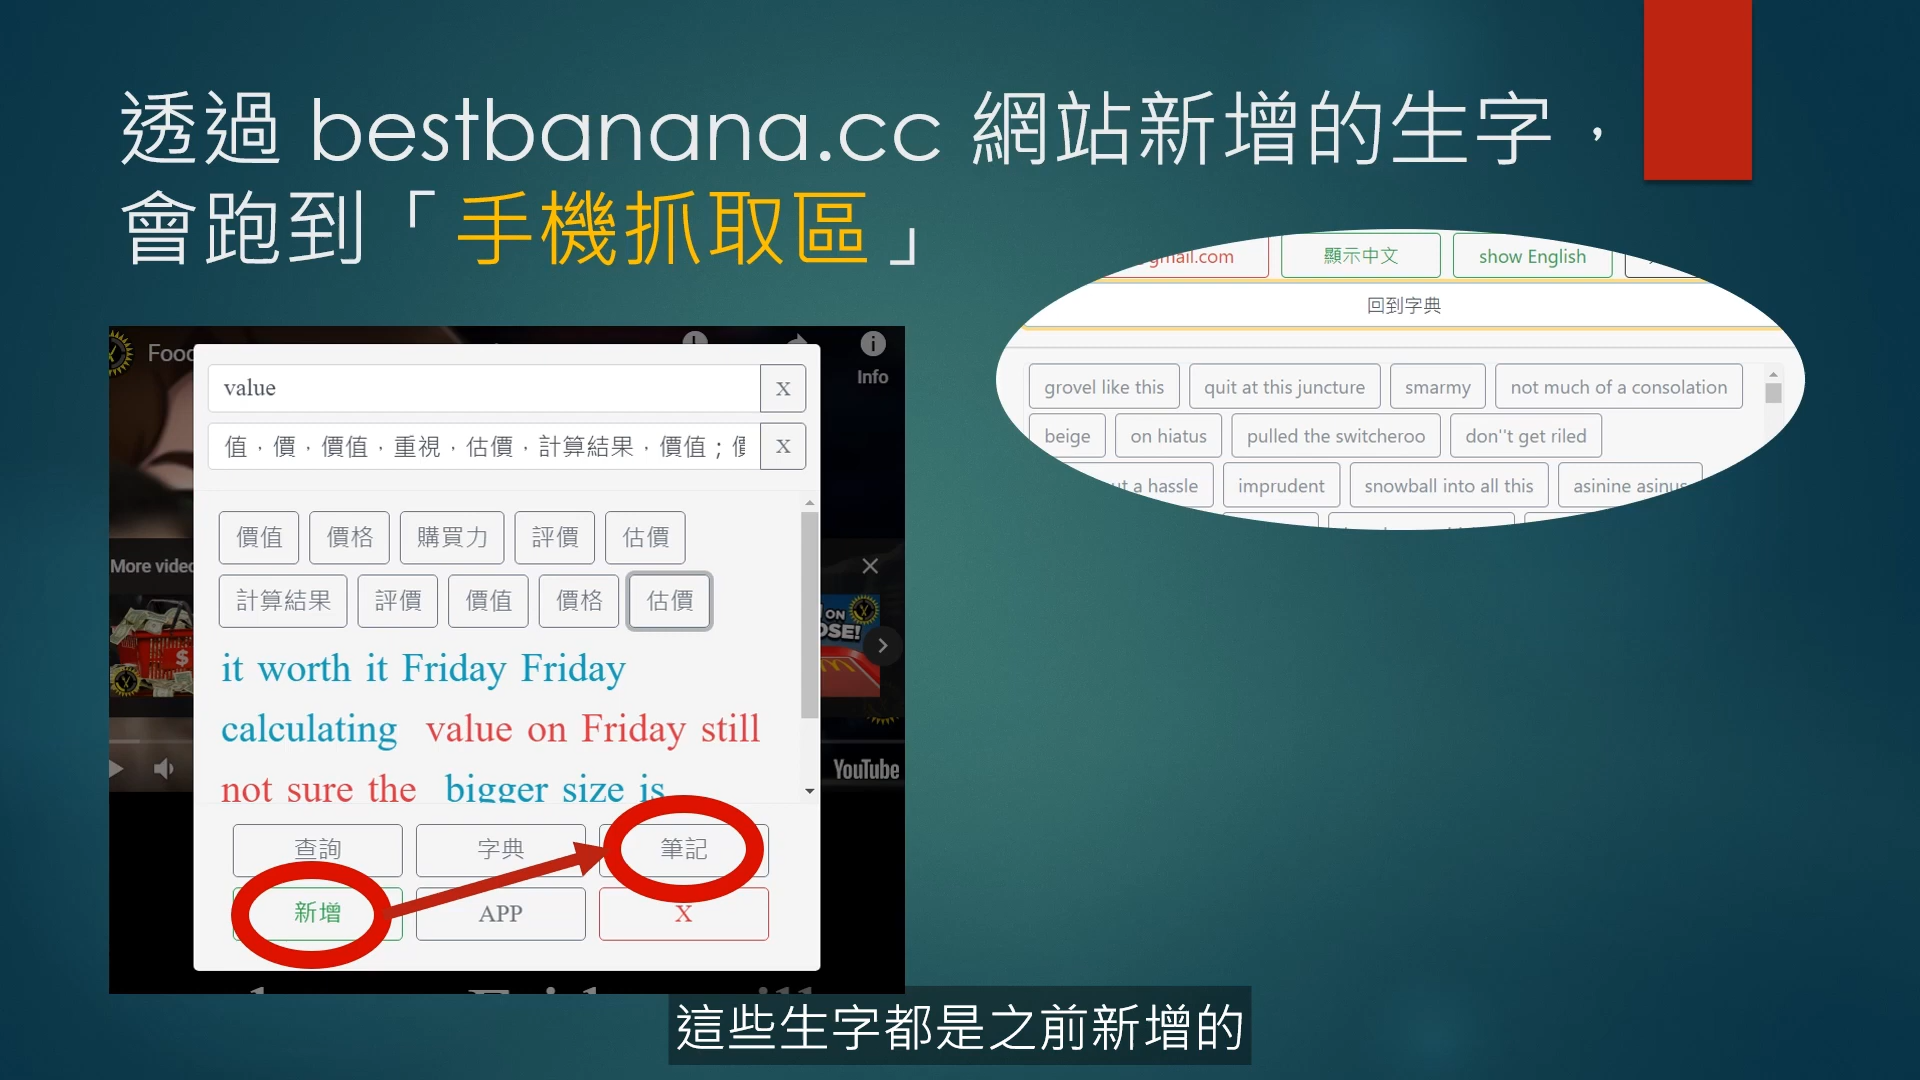 透過 bestbanana.cc 網站新增的生字，
會跑到「手機抓取區」
gmail.com 顯示中文 show English
回到字典
grovel like this quit at this juncture smarmy not much of a consolation
beige on hiatus pulled the switcheroo don''t get riled
a hassle imprudent snowball into all this asinine asinus
Info
value X
值，價，價值，重視，估價，計算結果，價值；價 X
價值 價格 購買力 評價 估價
More video
計算結果 評價 價值 價格 估價
it worth it Friday Friday
calculating value on Friday still
not sure the bigger size is
YouTube
查詢 字典 筆記
新增 APP X
這些生字都是之前新增的